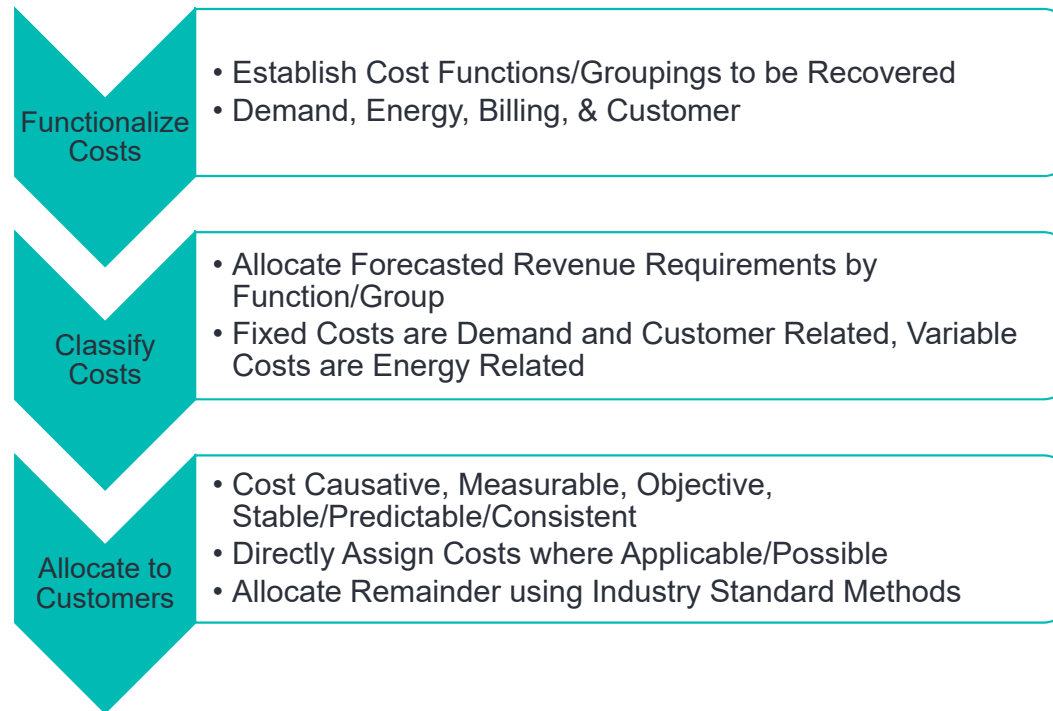 Functionalize
Costs
• Establish Cost Functions/Groupings to be Recovered
• Demand, Energy, Billing, & Customer
Classify
Costs
• Allocate Forecasted Revenue Requirements by
Function/Group
• Fixed Costs are Demand and Customer Related, Variable
Costs are Energy Related
Allocate to
Customers
• Cost Causative, Measurable, Objective,
Stable/Predictable/Consistent
• Directly Assign Costs where Applicable/Possible
• Allocate Remainder using Industry Standard Methods